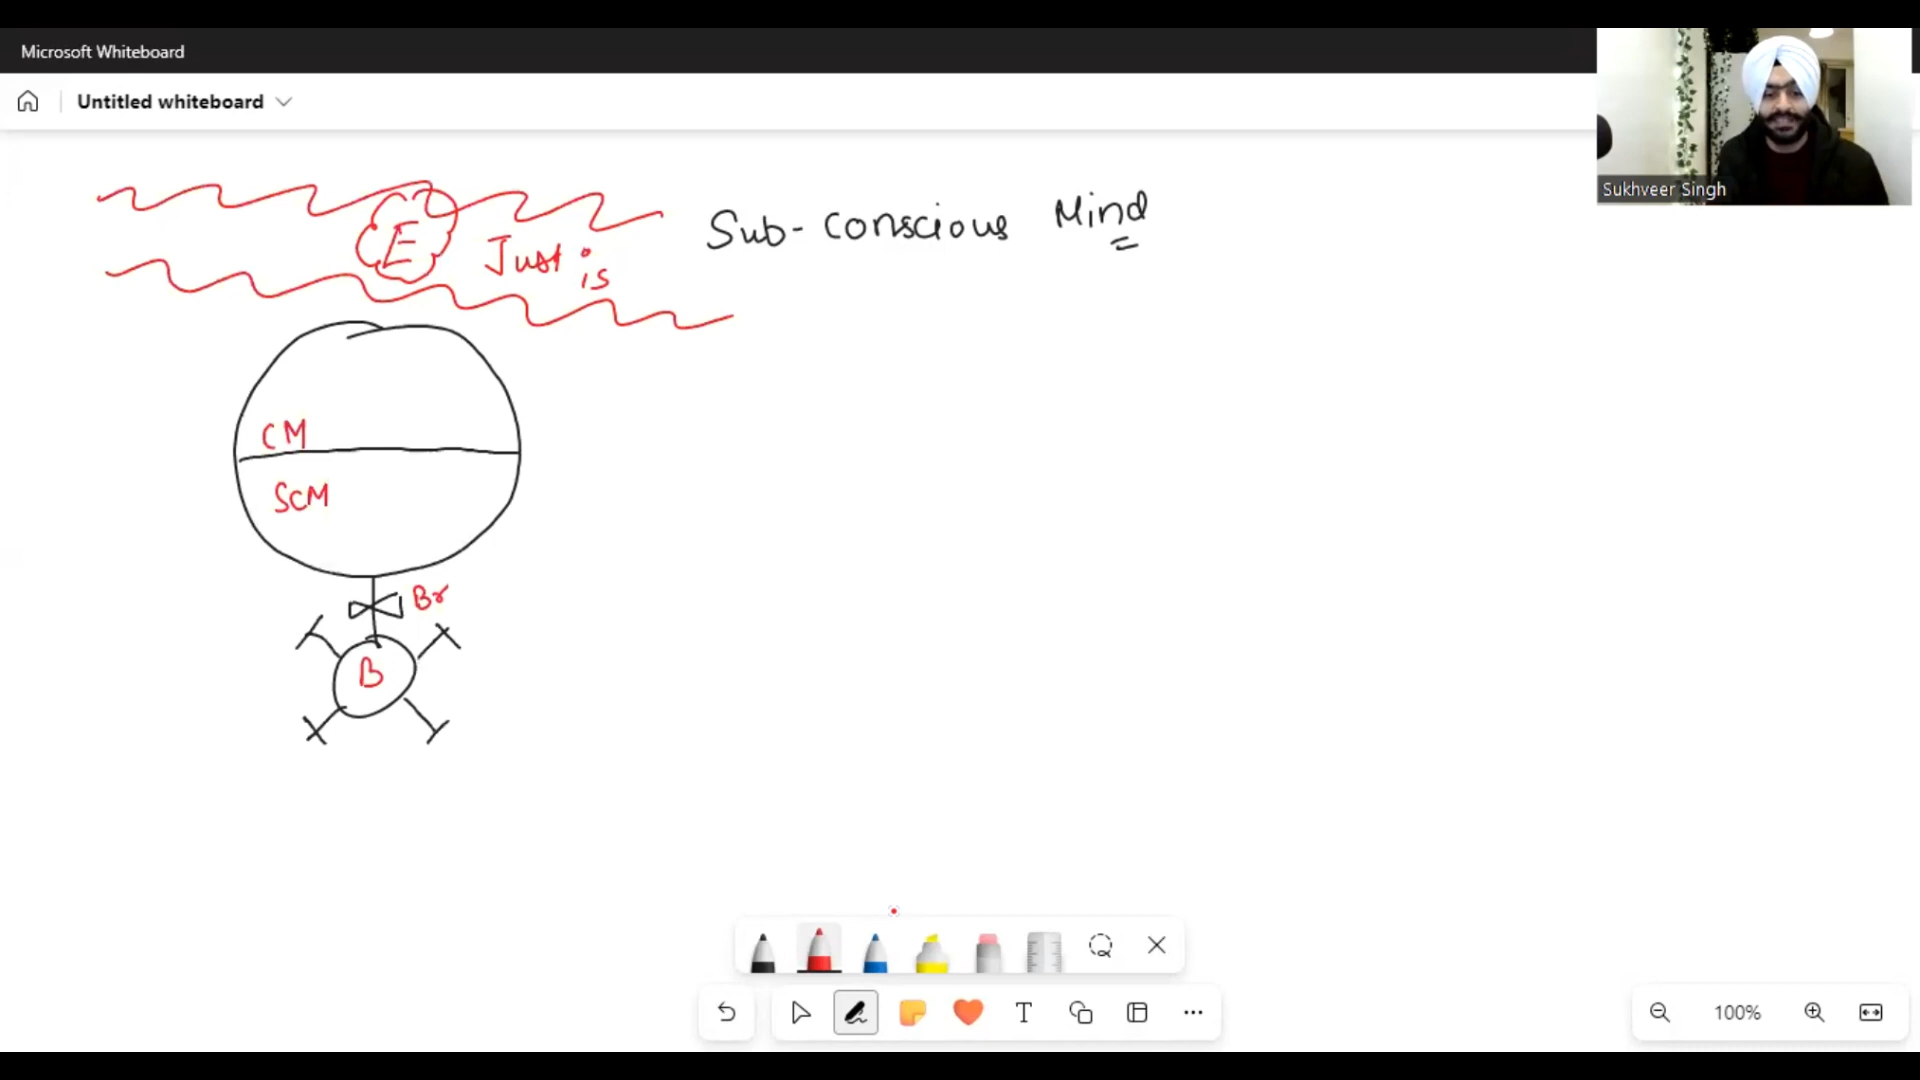 Microsoft Whiteboard
Untitled whiteboard
Sukhveer Singh
Sub-conscious Mind
E Just is
CM
SCM
Br
B
T
100%